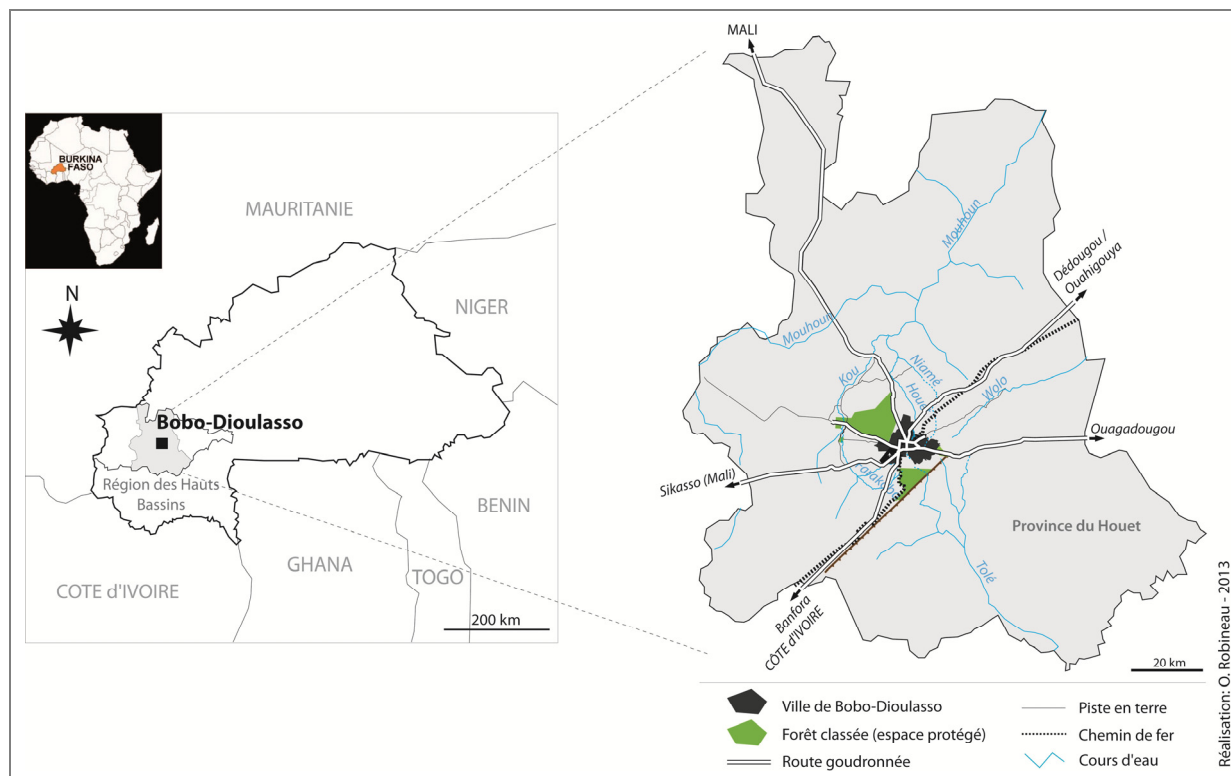 BURKINA
FASO
MAURITANIE
N
NIGER
Bobo-Dioulasso
Région des Hauts
Bassins
BENIN
GHANA
TOGO
COTE d'IVOIRE
200 km
MALI
Mouhoun
Dédougou /
Ouahigouya
Mouhoun
Kou
Niamé
Houet
Wolo
Ouagadougou
Sikasso (Mali)
Province du Houet
Tolé
Banfora
CÔTE d'IVOIRE
20 km
Ville de Bobo-Dioulasso
Forêt classée (espace protégé)
Route goudronnée
Piste en terre
Chemin de fer
Cours d'eau
Réalisation: O. Robineau - 2013